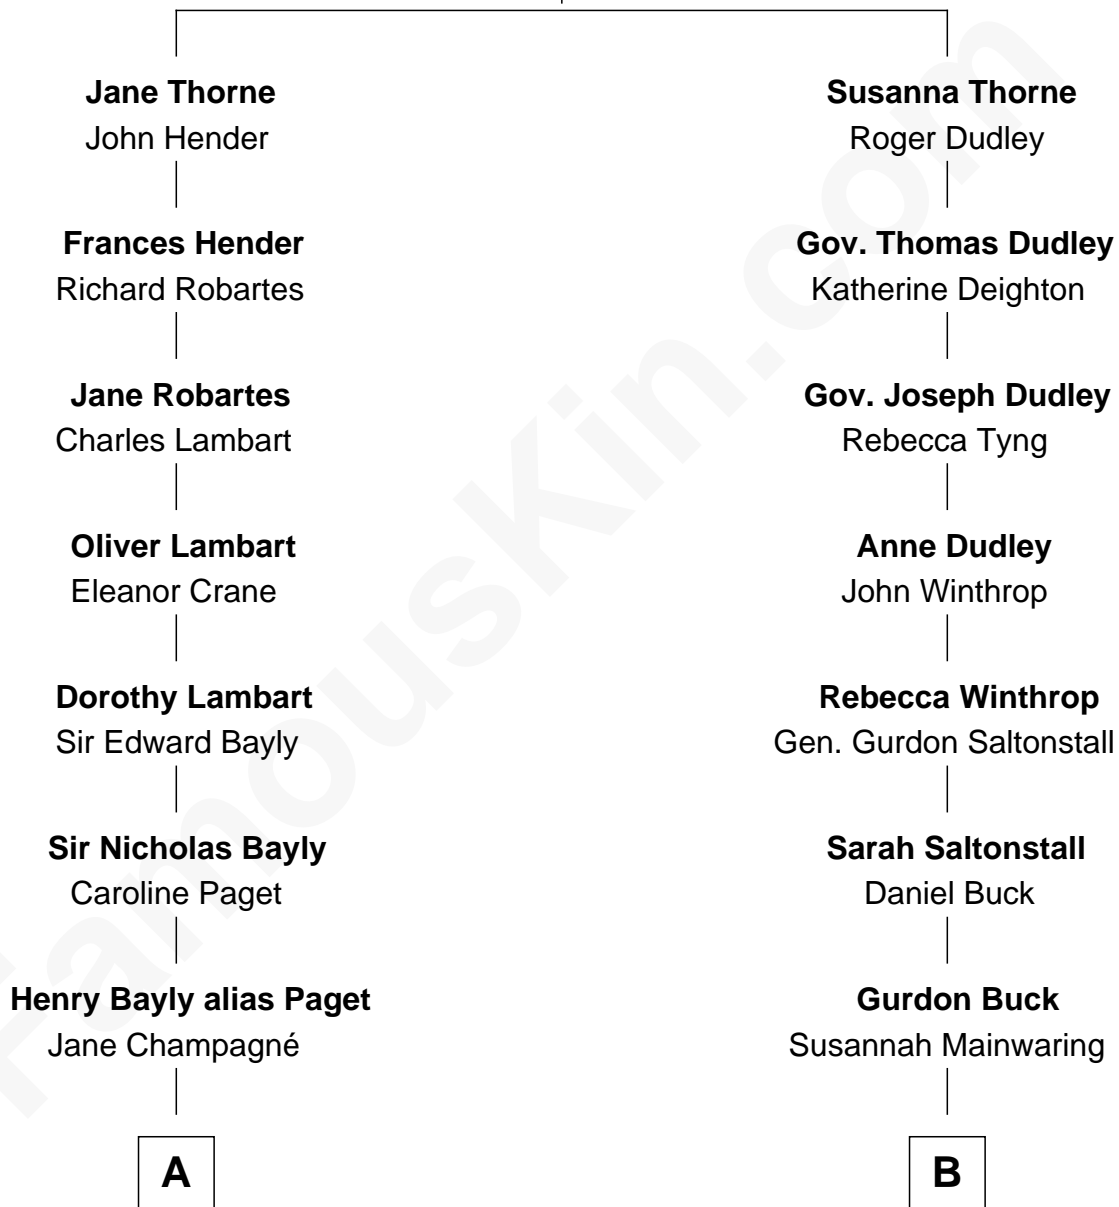 Jane Thorne
John Hender
Frances Hender
Richard Robartes
Jane Robartes
Charles Lambart
Oliver Lambart
Eleanor Crane
Dorothy Lambart
Sir Edward Bayly
Sir Nicholas Bayly
Caroline Paget
Henry Bayly alias Paget
Jane Champagné
A
Susanna Thorne
Roger Dudley
Gov. Thomas Dudley
Katherine Deighton
Gov. Joseph Dudley
Rebecca Tyng
Anne Dudley
John Winthrop
Rebecca Winthrop
Gen. Gurdon Saltonstall
Sarah Saltonstall
Daniel Buck
Gurdon Buck
Susannah Mainwaring
B
FamousKin.com